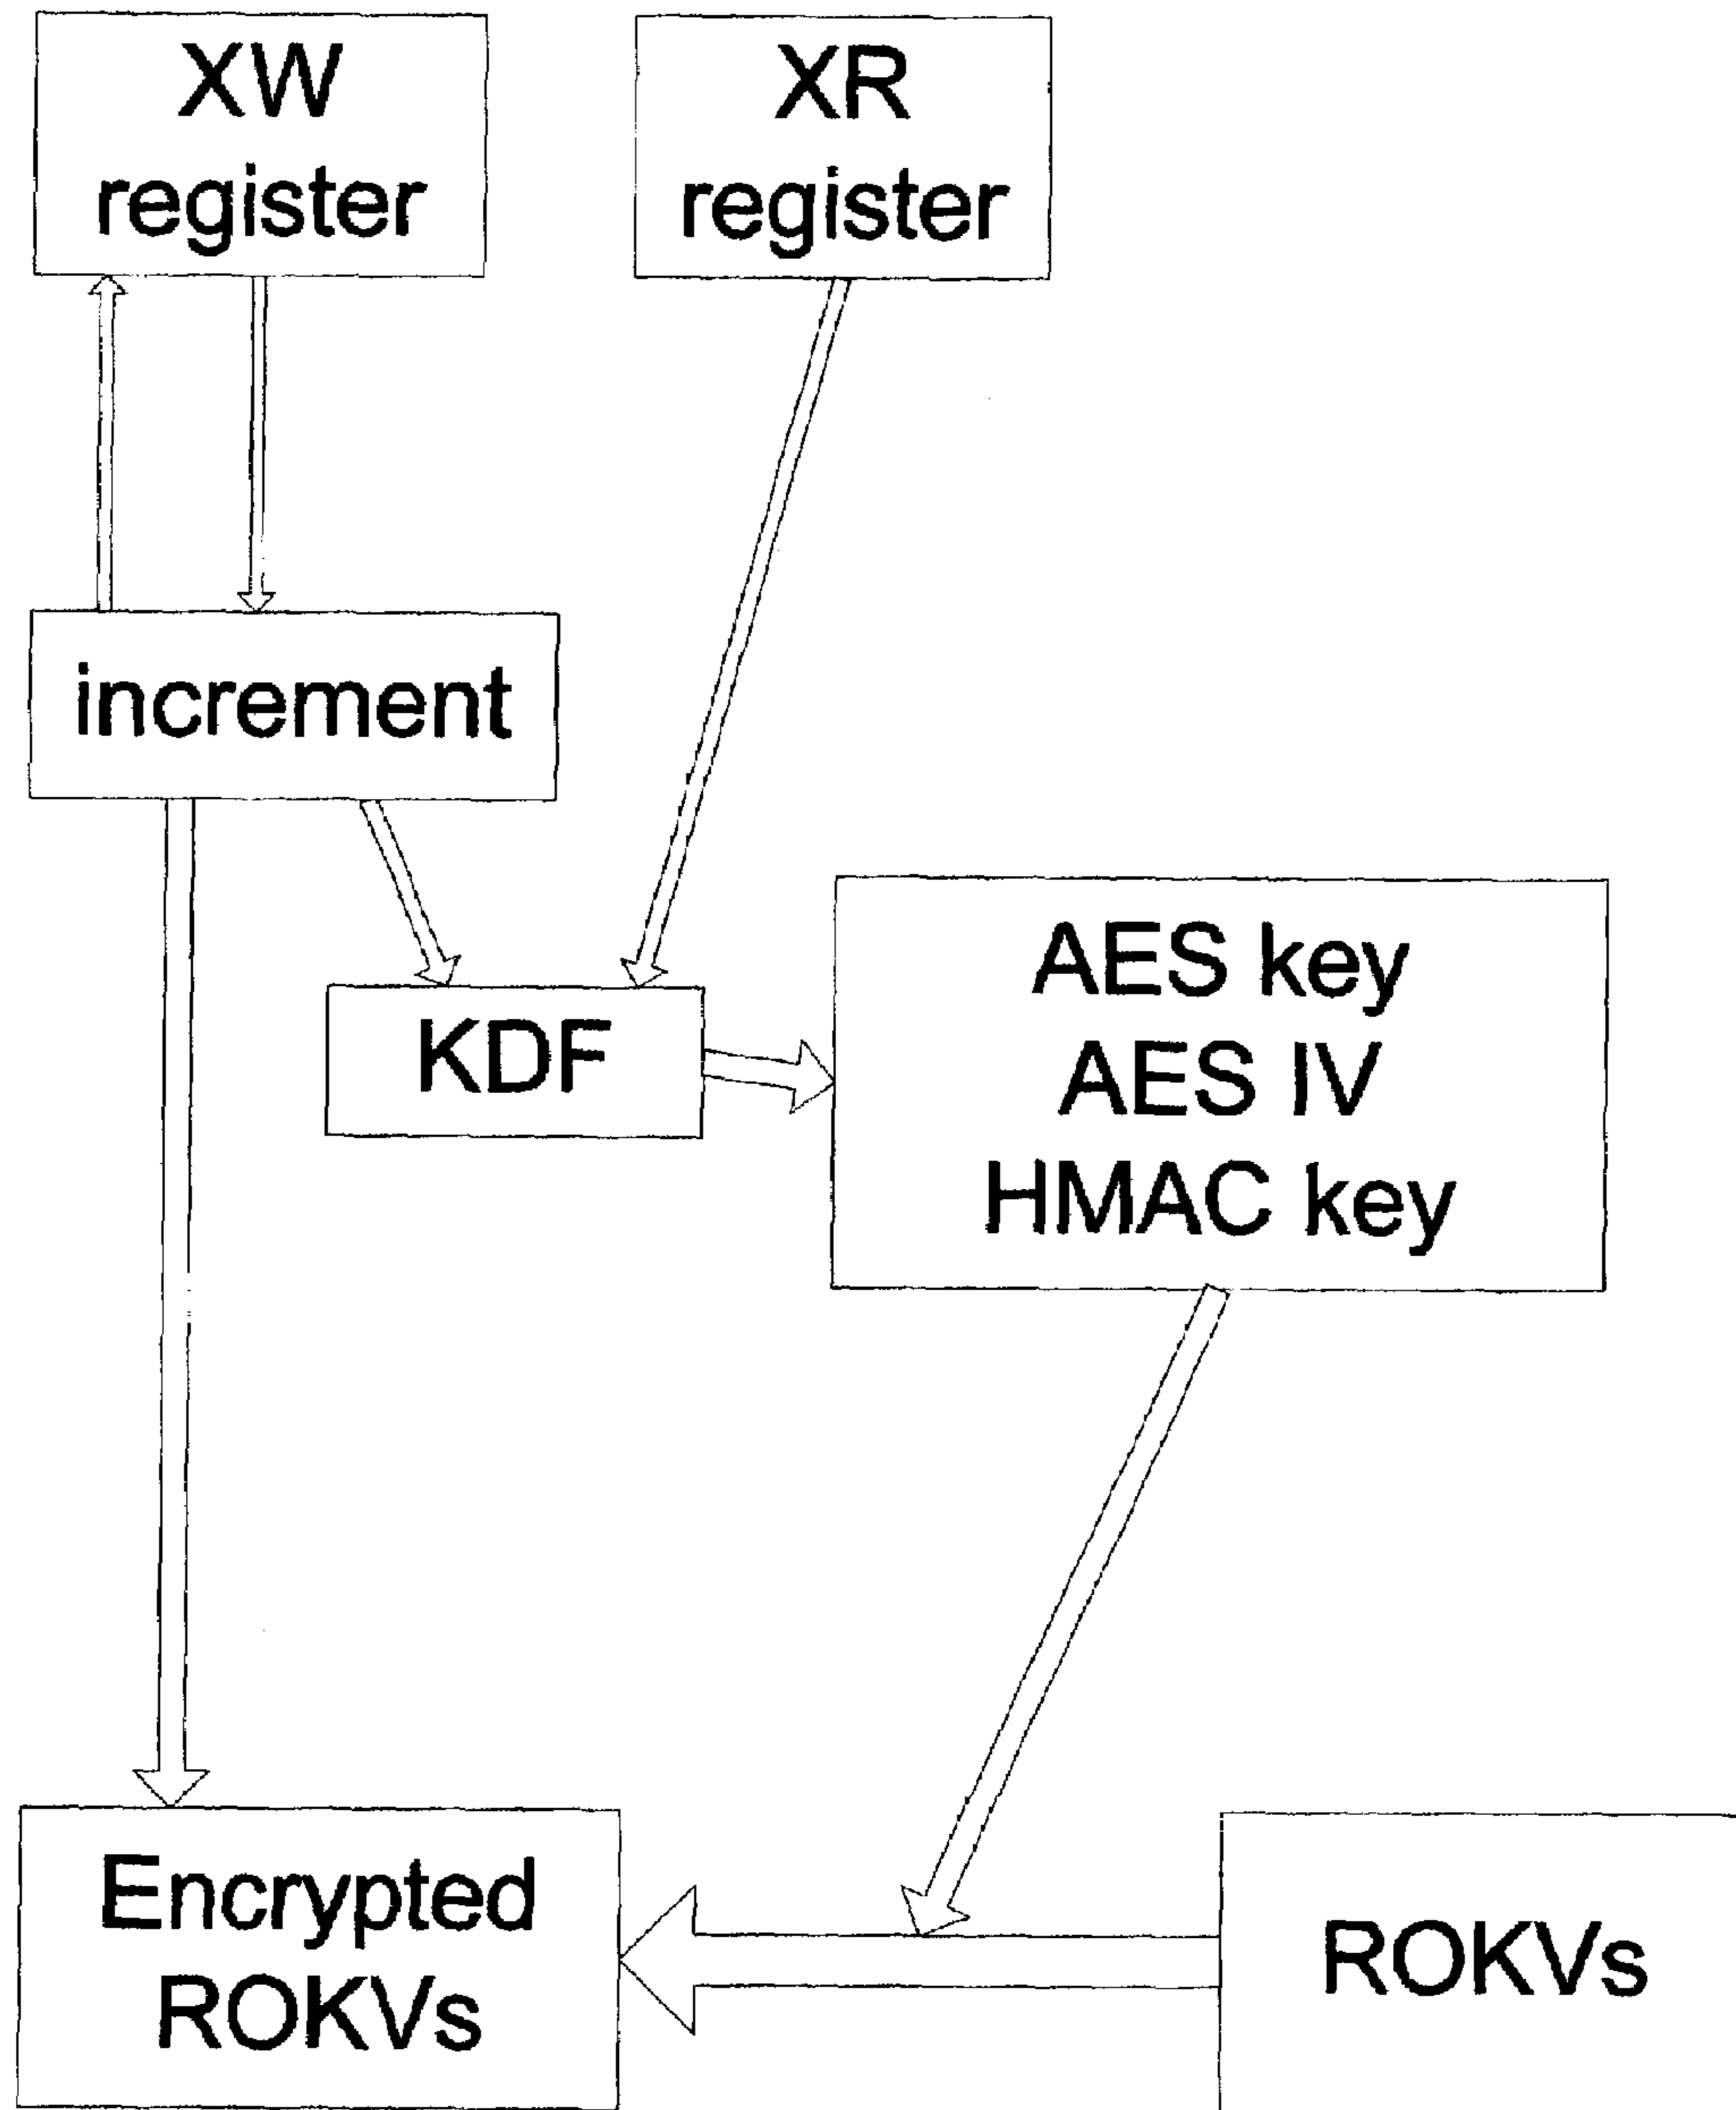 XW
register
XR
register
increment
KDF
AES key
AES IV
HMAC key
Encrypted
ROKVs
ROKVs